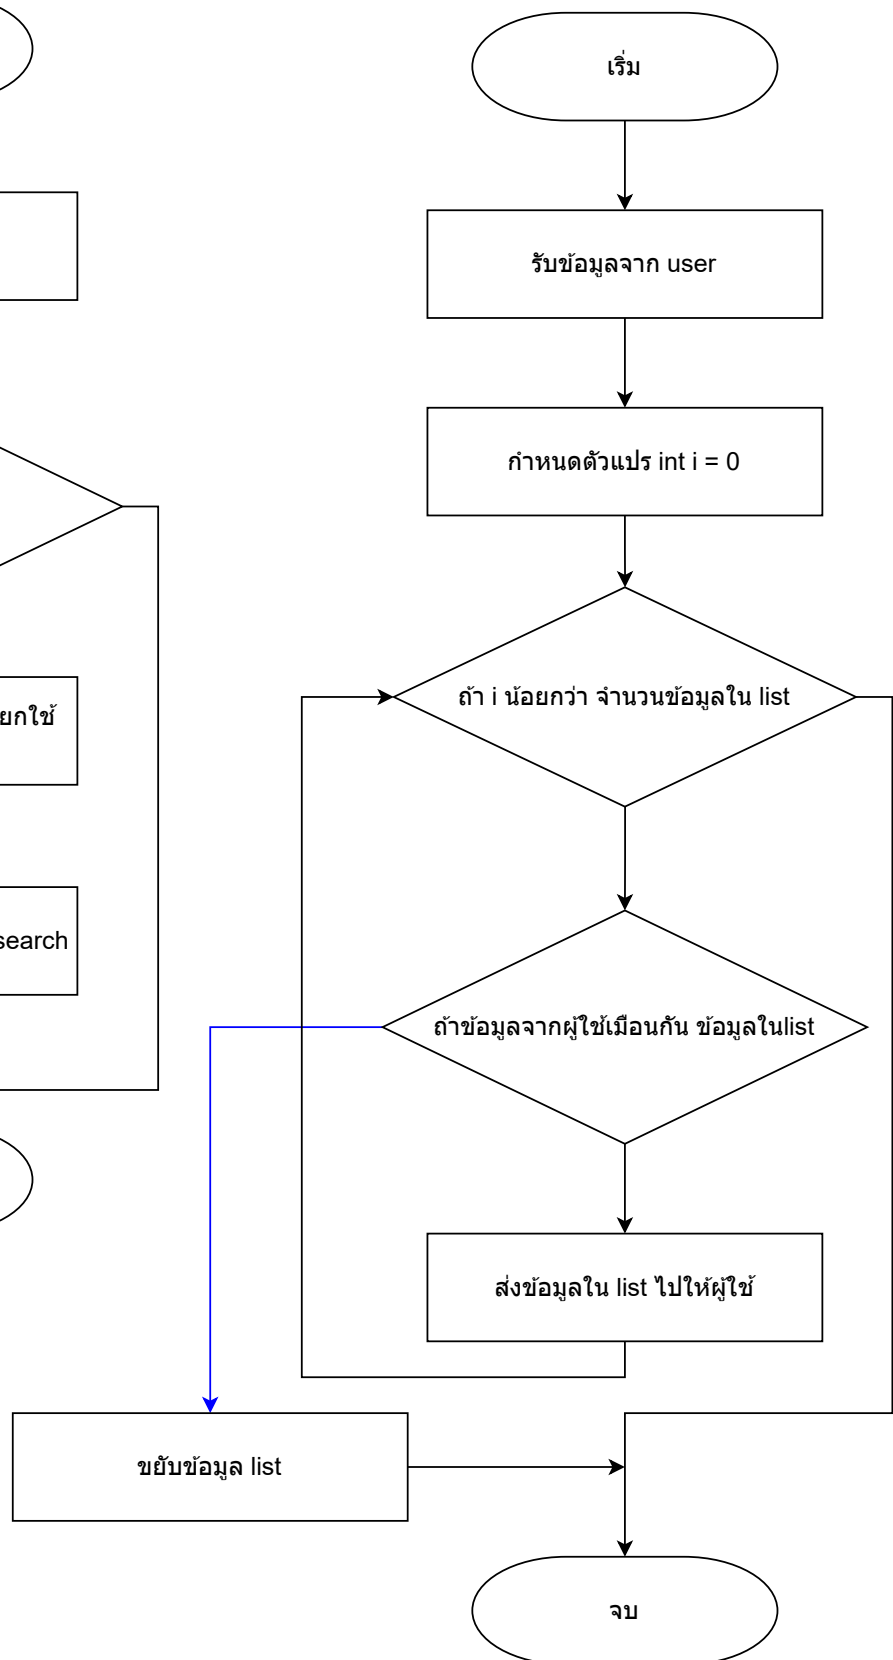 เริ่ม
รับข้อมูลจาก user
กำหนดตัวแปร int i = 0
ถ้า i น้อยกว่า จำนวนข้อมูลใน list
ยกใช้
search
ถ้าข้อมูลจากผู้ใช้เมือนกัน ข้อมูลในlist
ส่งข้อมูลใน list ไปให้ผู้ใช้
ขยับข้อมูล list
จบ